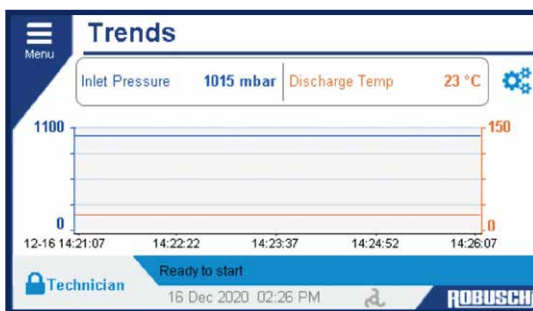 Trends
Menu
Inlet Pressure 1015 mbar Discharge Temp 23 °C
1100 150
0 0
12-16 14:21:07 14:22:22 14:23:37 14:24:52 14:26:07
Ready to start
Technician
16 Dec 2020 02:26 PM
ROBUSCHI